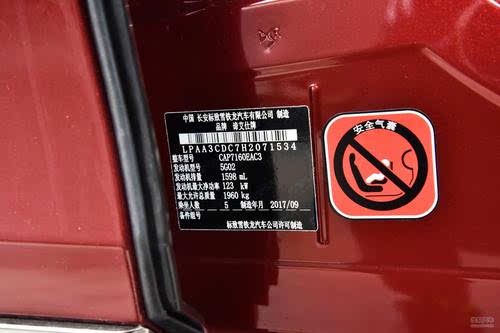 中国 长安标致雪铁龙汽车有限公司 制造
品牌 谛艾仕牌
LPAA3CDC7H2071534
整车型号 CAP7160EAC3
发动机型号 5G02
发动机排量 1598 mL
发动机最大净功率 123 kW
最大允许总质量 1960 kg
乘坐人数 5 制造年月 2017/09
备件组号
标致雪铁龙汽车公司许可制造
安全气囊